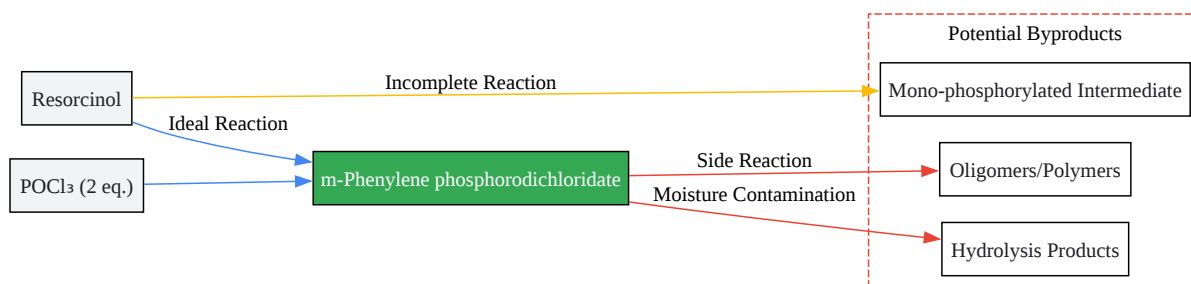 Potential Byproducts
Incomplete Reaction
Mono-phosphorylated Intermediate
Resorcinol
Ideal Reaction
Side Reaction
Oligomers/Polymers
POCl₃ (2 eq.)
m-Phenylene phosphorodichloridate
Moisture Contamination
Hydrolysis Products